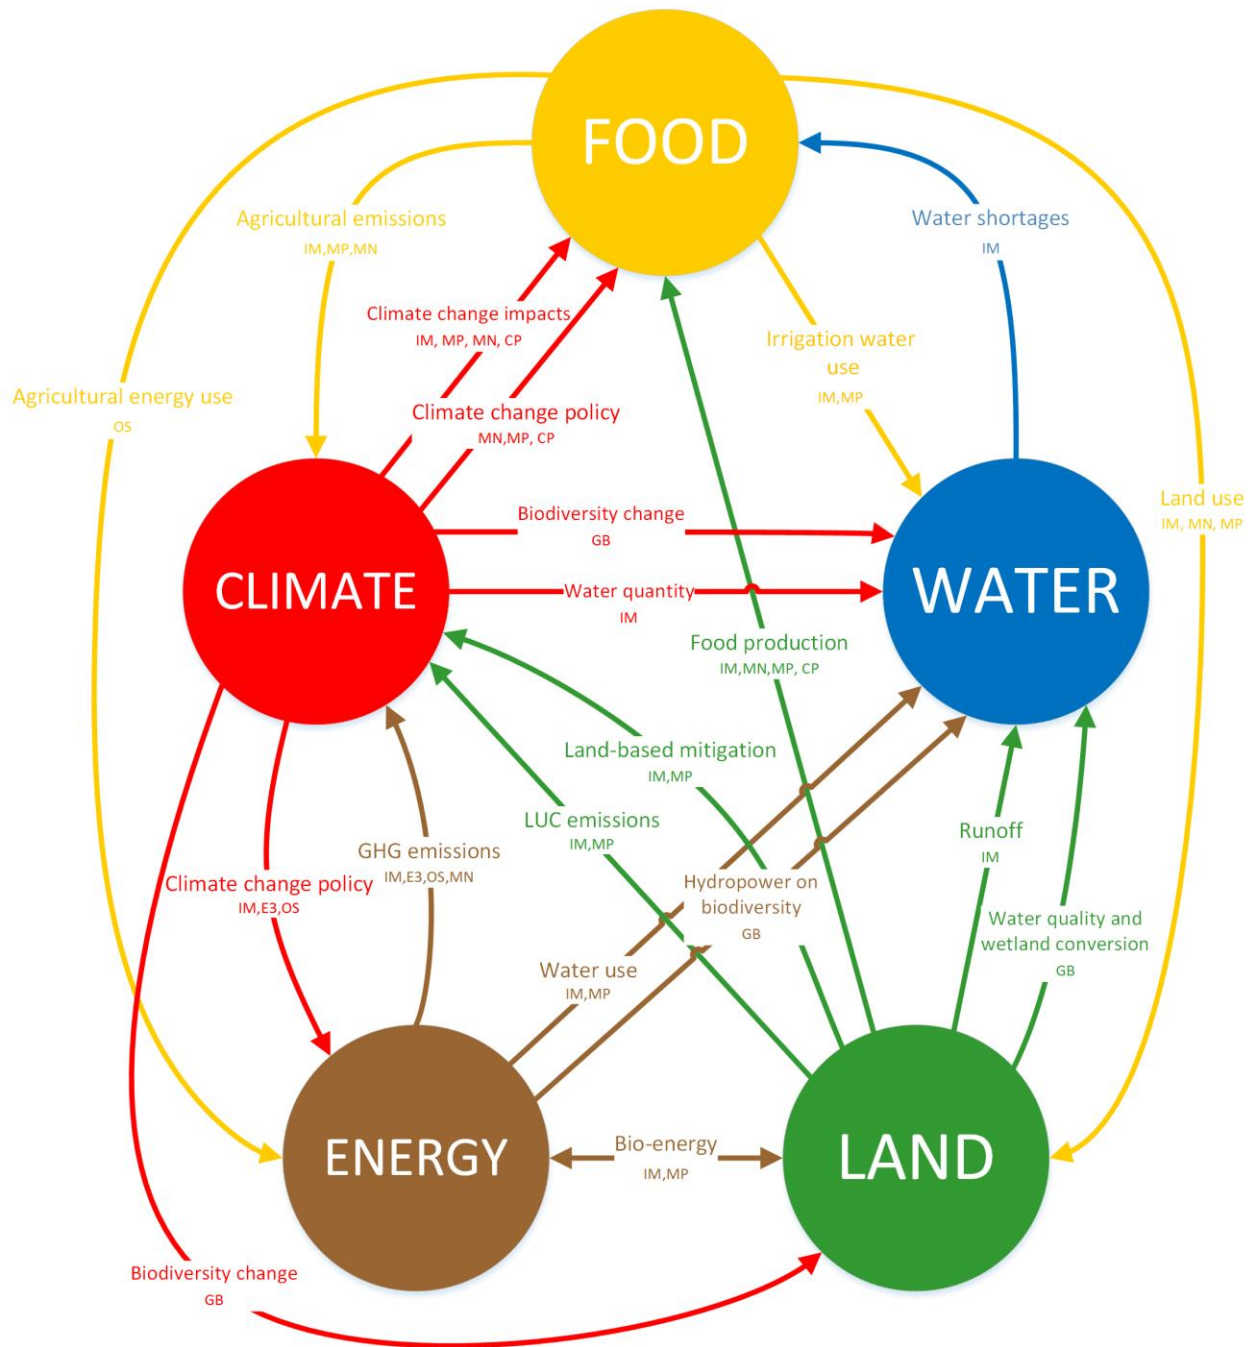 FOOD
Agricultural emissions
IM,MP,MN
Water shortages
IM
Climate change impacts
IM, MP, MN, CP
Irrigation water
use
IM,MP
Agricultural energy use
OS
Climate change policy
MN,MP, CP
Land use
IM, MN, MP
Biodiversity change
GB
CLIMATE
Water quantity
IM
WATER
Food production
IM,MN,MP, CP
Land-based mitigation
IM,MP
LUC emissions
IM,MP
Runoff
IM
GHG emissions
IM,E3,OS,MN
Climate change policy
IM,E3,OS
Hydropower on
biodiversity
GB
Water quality and
wetland conversion
GB
Water use
IM,MP
ENERGY
Bio-energy
IM,MP
LAND
Biodiversity change
GB